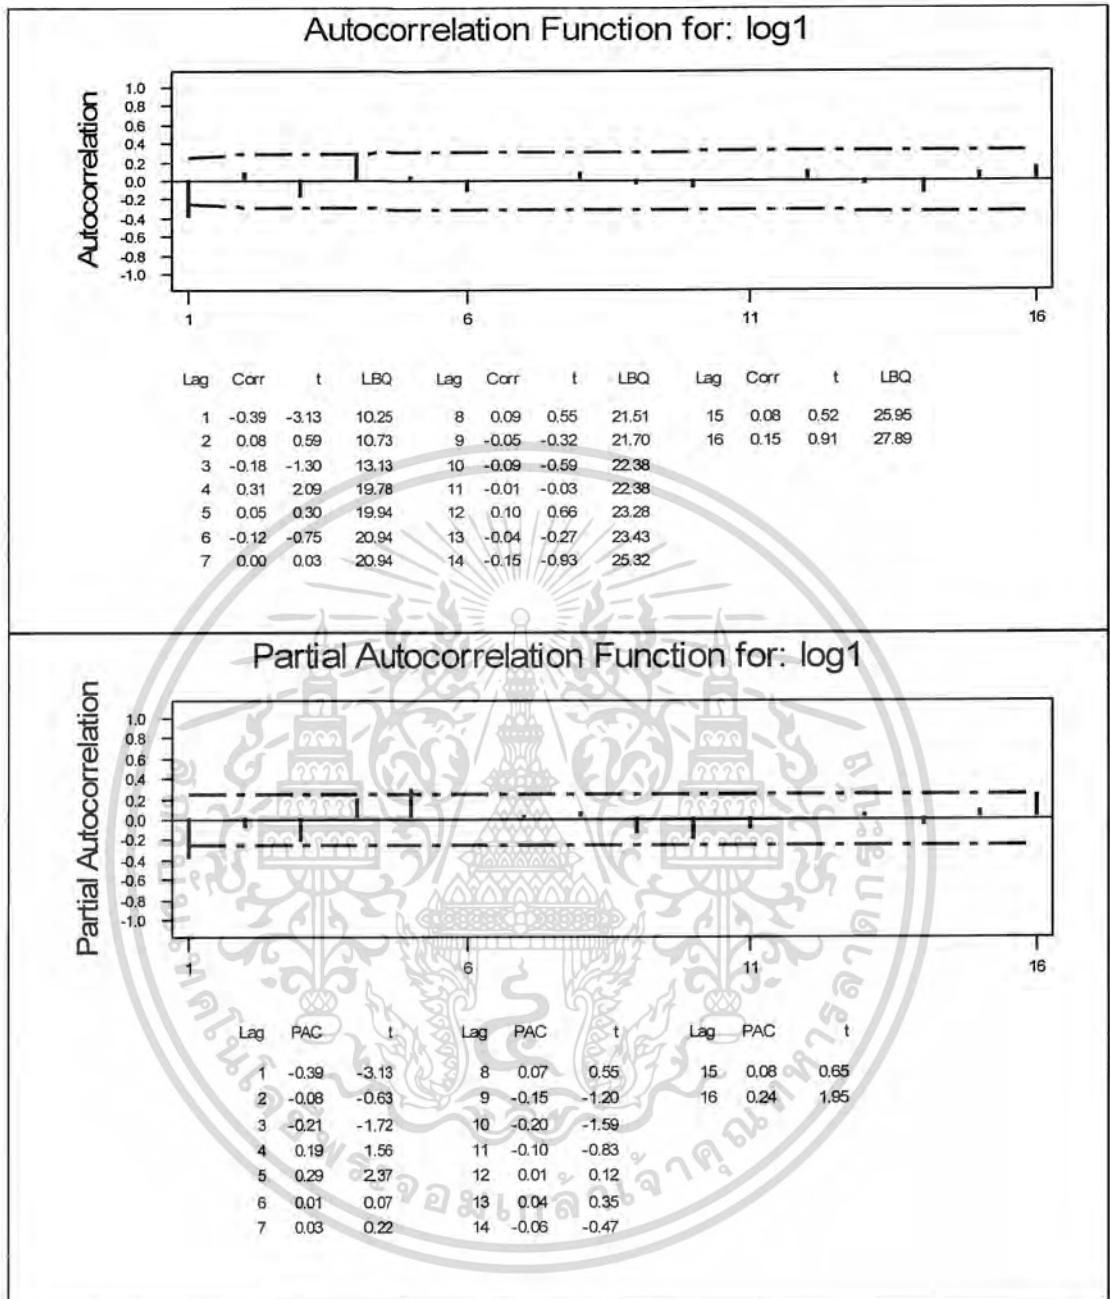 Autocorrelation Function for: log1
Autocorrelation
1.0
0.8
0.6
0.4
0.2
0.0
-0.2
-0.4
-0.6
-0.8
-1.0
1 6 11 16
Lag Corr t LBQ Lag Corr t LBQ Lag Corr t LBQ
1 -0.39 -3.13 10.25 8 0.09 0.55 21.51 15 0.08 0.52 25.95
2 0.08 0.59 10.73 9 -0.05 -0.32 21.70 16 0.15 0.91 27.89
3 -0.18 -1.30 13.13 10 -0.09 -0.59 22.38
4 0.31 2.09 19.78 11 -0.01 -0.03 22.38
5 0.05 0.30 19.94 12 0.10 0.66 23.28
6 -0.12 -0.75 20.94 13 -0.04 -0.27 23.43
7 0.00 0.03 20.94 14 -0.15 -0.93 25.32
Partial Autocorrelation Function for: log1
Partial Autocorrelation
1.0
0.8
0.6
0.4
0.2
0.0
-0.2
-0.4
-0.6
-0.8
-1.0
1 6 11 16
Lag PAC t Lag PAC t Lag PAC t
1 -0.39 -3.13 8 0.07 0.55 15 0.08 0.65
2 -0.08 -0.63 9 -0.15 -1.20 16 0.24 1.95
3 -0.21 -1.72 10 -0.20 -1.59
4 0.19 1.56 11 -0.10 -0.83
5 0.29 2.37 12 0.01 0.12
6 0.01 0.07 13 0.04 0.35
7 0.03 0.22 14 -0.06 -0.47